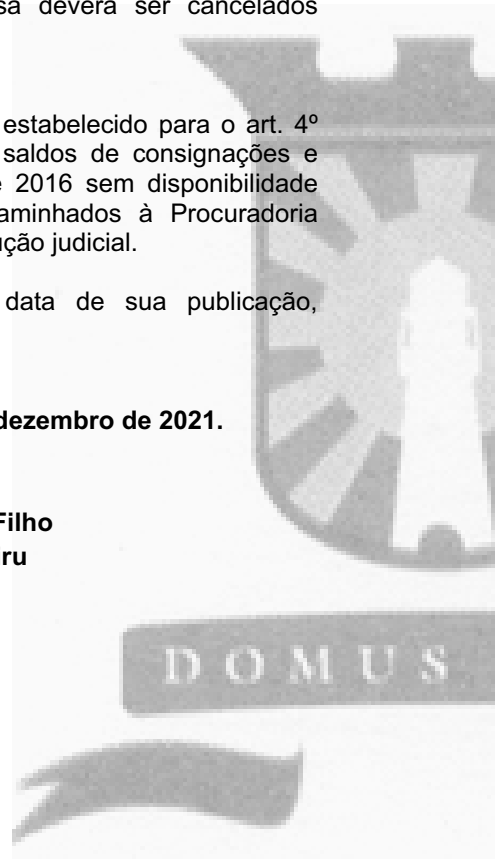 sa deverá ser cancelados
estabelecido para o art. 4º
saldos de consignações e
2016 sem disponibilidade
aminhados à Procuradoria
ução judicial.
data de sua publicação,
dezembro de 2021.
Filho
ru
DOMUS